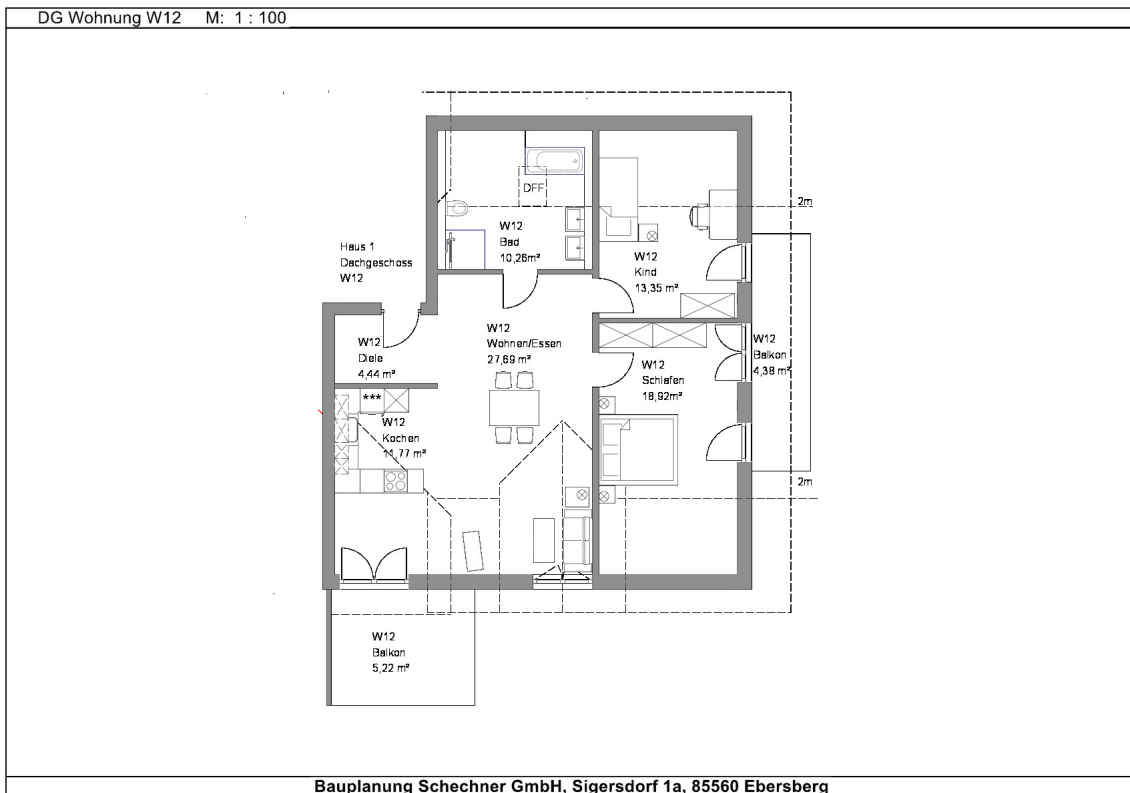 DG Wohnung W12 M: 1 : 100
DFF
2m
W12
Bad
10,26m²
Haus 1
Dachgeschoss
W12
W12
Kind
13,35 m²
W12
Diele
4,44 m²
W12
Wohnen/Essen
27,69 m²
W12
Balkon
4,38 m²
W12
Schlafen
18,92m²
***
W12
Kochen
11,77 m²
2m
W12
Balkon
5,22 m²
Bauplanung Schechner GmbH, Sigersdorf 1a, 85560 Ebersberg